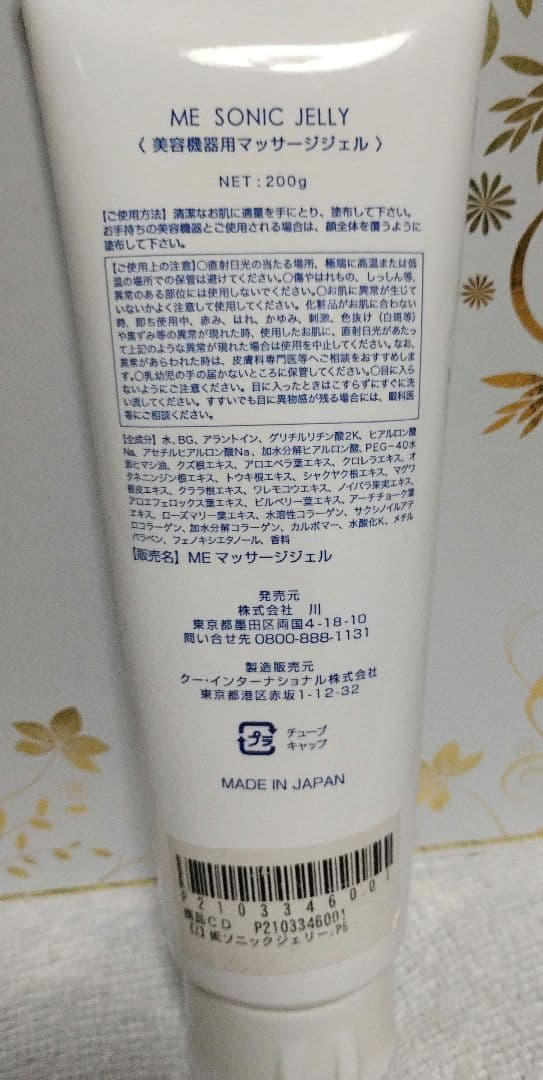 ME SONIC JELLY
〈 美容機器用マッサージジェル 〉
NET : 200g
【ご使用方法】清潔なお肌に適量を手にとり、塗布して下さい。
お手持ちの美容機器とご使用される場合は、顔全体を覆うように
塗布して下さい。
【ご使用上の注意】〇直射日光の当たる場所、極端に高温または低
温の場所での保管は避けてください。〇傷やはれもの、しっしん等、
異常のある部位には使用しないでください。〇お肌に異常が生じて
いないかよく注意して使用してください。化粧品がお肌に合わない
時、即ち使用中、赤み、はれ、かゆみ、刺激、色抜け(白斑等)
や黒ずみ等の異常が現れた時、使用したお肌に、直射日光があたっ
て上記のような異常が現れた場合は使用を中止してください。なお、
異常があらわれた時は、皮膚科専門医等へご相談をおすすめしま
す。〇乳幼児の手の届かないところに保管してください。〇目に入ら
ないようにご注意ください。目に入ったときはこすらずにすぐに洗
い流してください。すすいでも目に異物感が残る場合には、眼科医
等にご相談ください。
【全成分】水、BG、アラントイン、グリチルリチン酸2K、ヒアルロン酸
Na、アセチルヒアルロン酸Na、加水分解ヒアルロン酸、PEG-40水
添ヒマシ油、クズ根エキス、アロエベラ葉エキス、クロレラエキス、オ
タネニンジン根エキス、トウキ根エキス、シャクヤク根エキス、マグワ
根皮エキス、クララ根エキス、ワレモコウエキス、ノイバラ果実エキス、
アロエフェロックス葉エキス、ビルベリー葉エキス、アーチチョーク葉
エキス、ローズマリー葉エキス、水溶性コラーゲン、サクシノイルアテ
ロコラーゲン、加水分解コラーゲン、カルボマー、水酸化K、メチル
パラベン、フェノキシエタノール、香料
【販売名】MEマッサージジェル
発売元
株式会社 川
東京都墨田区両国4-18-10
問い合せ先 0800-888-1131
製造販売元
クー・インターナショナル株式会社
東京都港区赤坂1-12-32
プラ チューブ
キャップ
MADE IN JAPAN
P2103346001
商品CD P2103346001
ソニックジェリー/P5